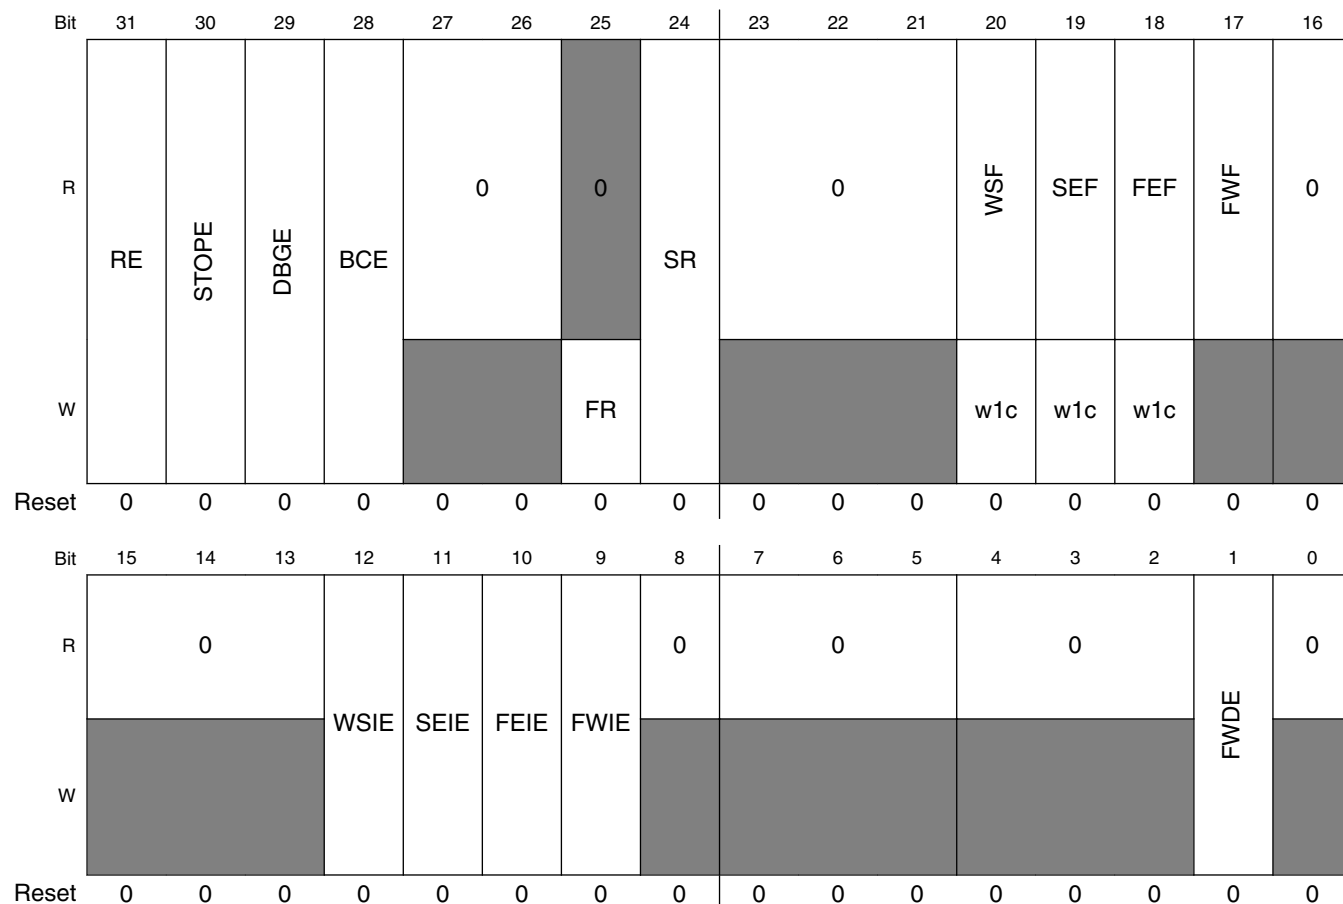 Bit 31 30 29 28 27 26 25 24 23 22 21 20 19 18 17 16
R 0 0 0 WSF SEF FEF FWF 0
RE STOPE DBGE BCE SR
W FR w1c w1c w1c
Reset 0 0 0 0 0 0 0 0 0 0 0 0 0 0 0 0
Bit 15 14 13 12 11 10 9 8 7 6 5 4 3 2 1 0
R 0 0 0 0 0
WSIE SEIE FEIE FWIE FWDE
W
Reset 0 0 0 0 0 0 0 0 0 0 0 0 0 0 0 0